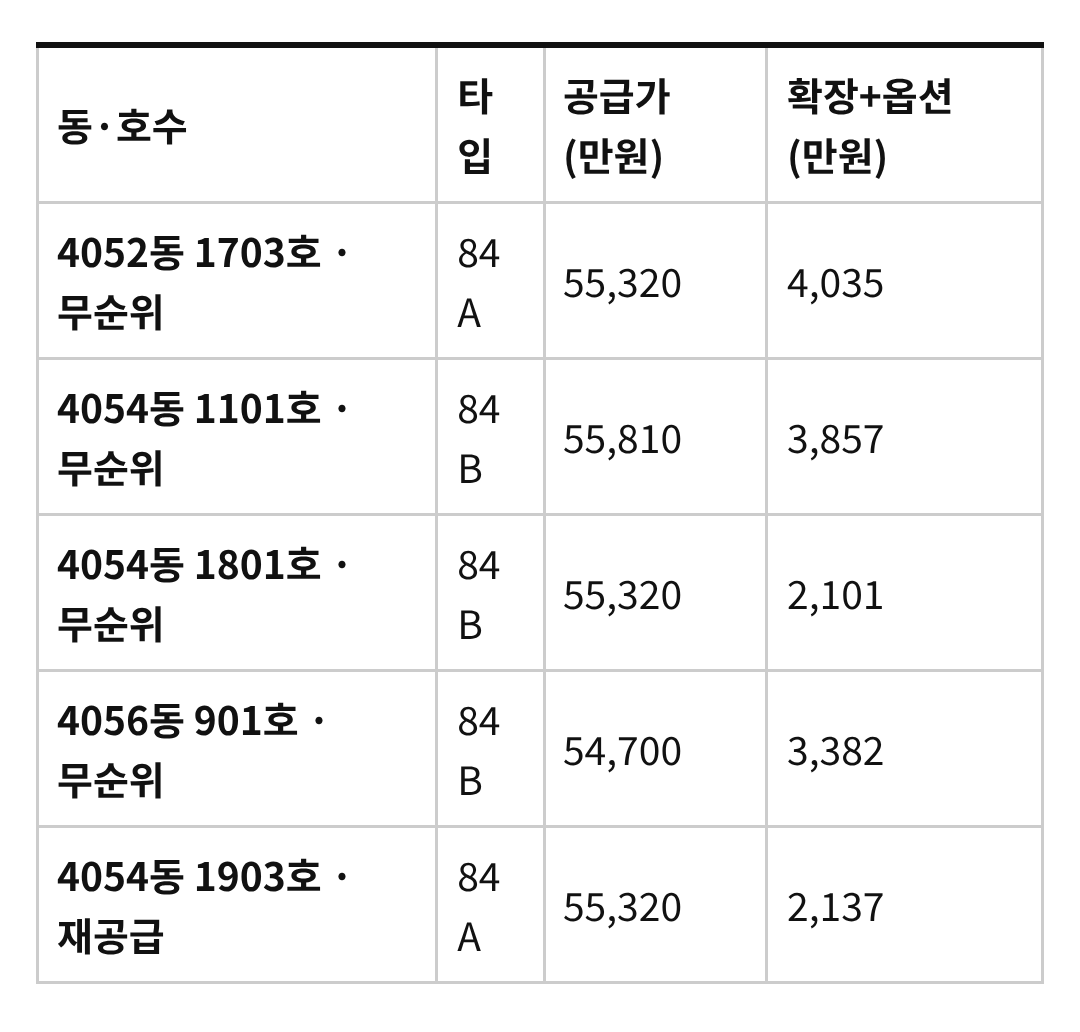 동·호수
타
입
공급가
(만원)
확장+옵션
(만원)
4052동 1703호 ·
무순위
84
A
55,320
4,035
4054동 1101호 ·
무순위
84
B
55,810
3,857
4054동 1801호 ·
무순위
84
B
55,320
2,101
4056동 901호 ·
무순위
84
B
54,700
3,382
4054동 1903호 ·
재공급
84
A
55,320
2,137